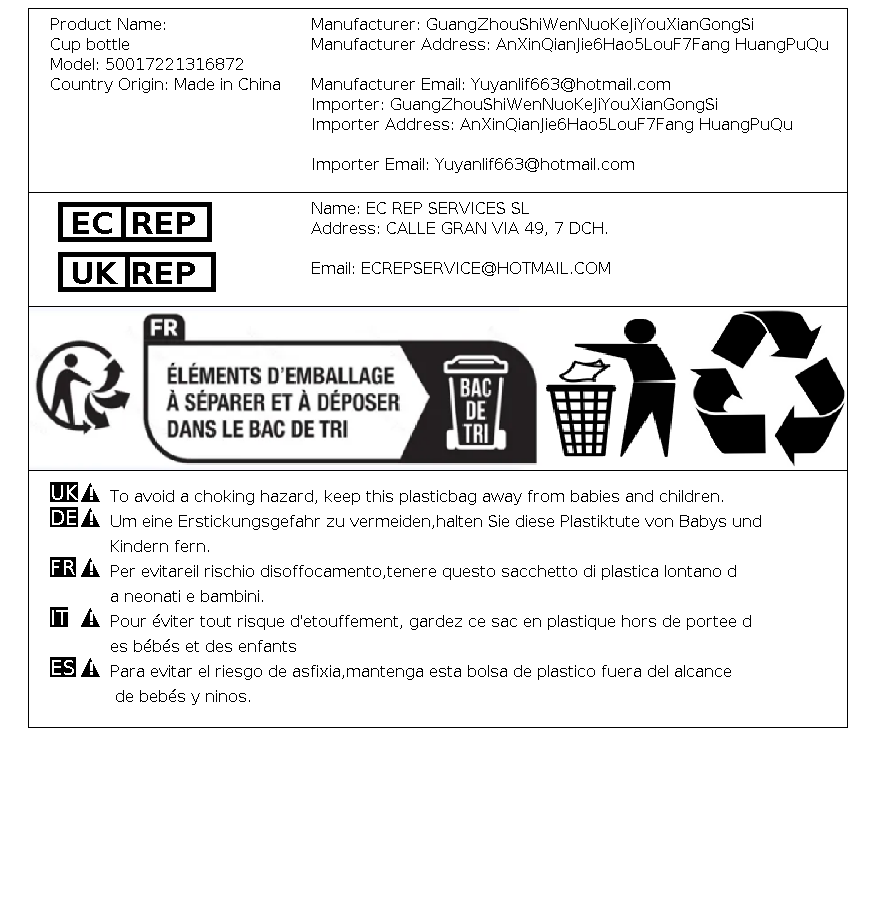 Product Name:
Cup bottle
Model: 50017221316872
Country Origin: Made in China
Manufacturer: GuangZhouShiWenNuoKeJiYouXianGongSi
Manufacturer Address: AnXinQianJie6Hao5LouF7Fang HuangPuQu
Manufacturer Email: Yuyanlif663@hotmail.com
Importer: GuangZhouShiWenNuoKeJiYouXianGongSi
Importer Address: AnXinQianJie6Hao5LouF7Fang HuangPuQu
Importer Email: Yuyanlif663@hotmail.com
EC REP
UK REP
Name: EC REP SERVICES SL
Address: CALLE GRAN VIA 49, 7 DCH.
Email: ECREPSERVICE@HOTMAIL.COM
FR
ÉLÉMENTS D'EMBALLAGE
À SÉPARER ET À DÉPOSER
DANS LE BAC DE TRI
BAC
DE
TRI
UK To avoid a choking hazard, keep this plasticbag away from babies and children.
DE Um eine Erstickungsgefahr zu vermeiden,halten Sie diese Plastiktute von Babys und
Kindern fern.
FR Per evitareil rischio disoffocamento,tenere questo sacchetto di plastica lontano d
a neonati e bambini.
IT Pour éviter tout risque d'etouffement, gardez ce sac en plastique hors de portee d
es bébés et des enfants
ES Para evitar el riesgo de asfixia,mantenga esta bolsa de plastico fuera del alcance
de bebés y ninos.